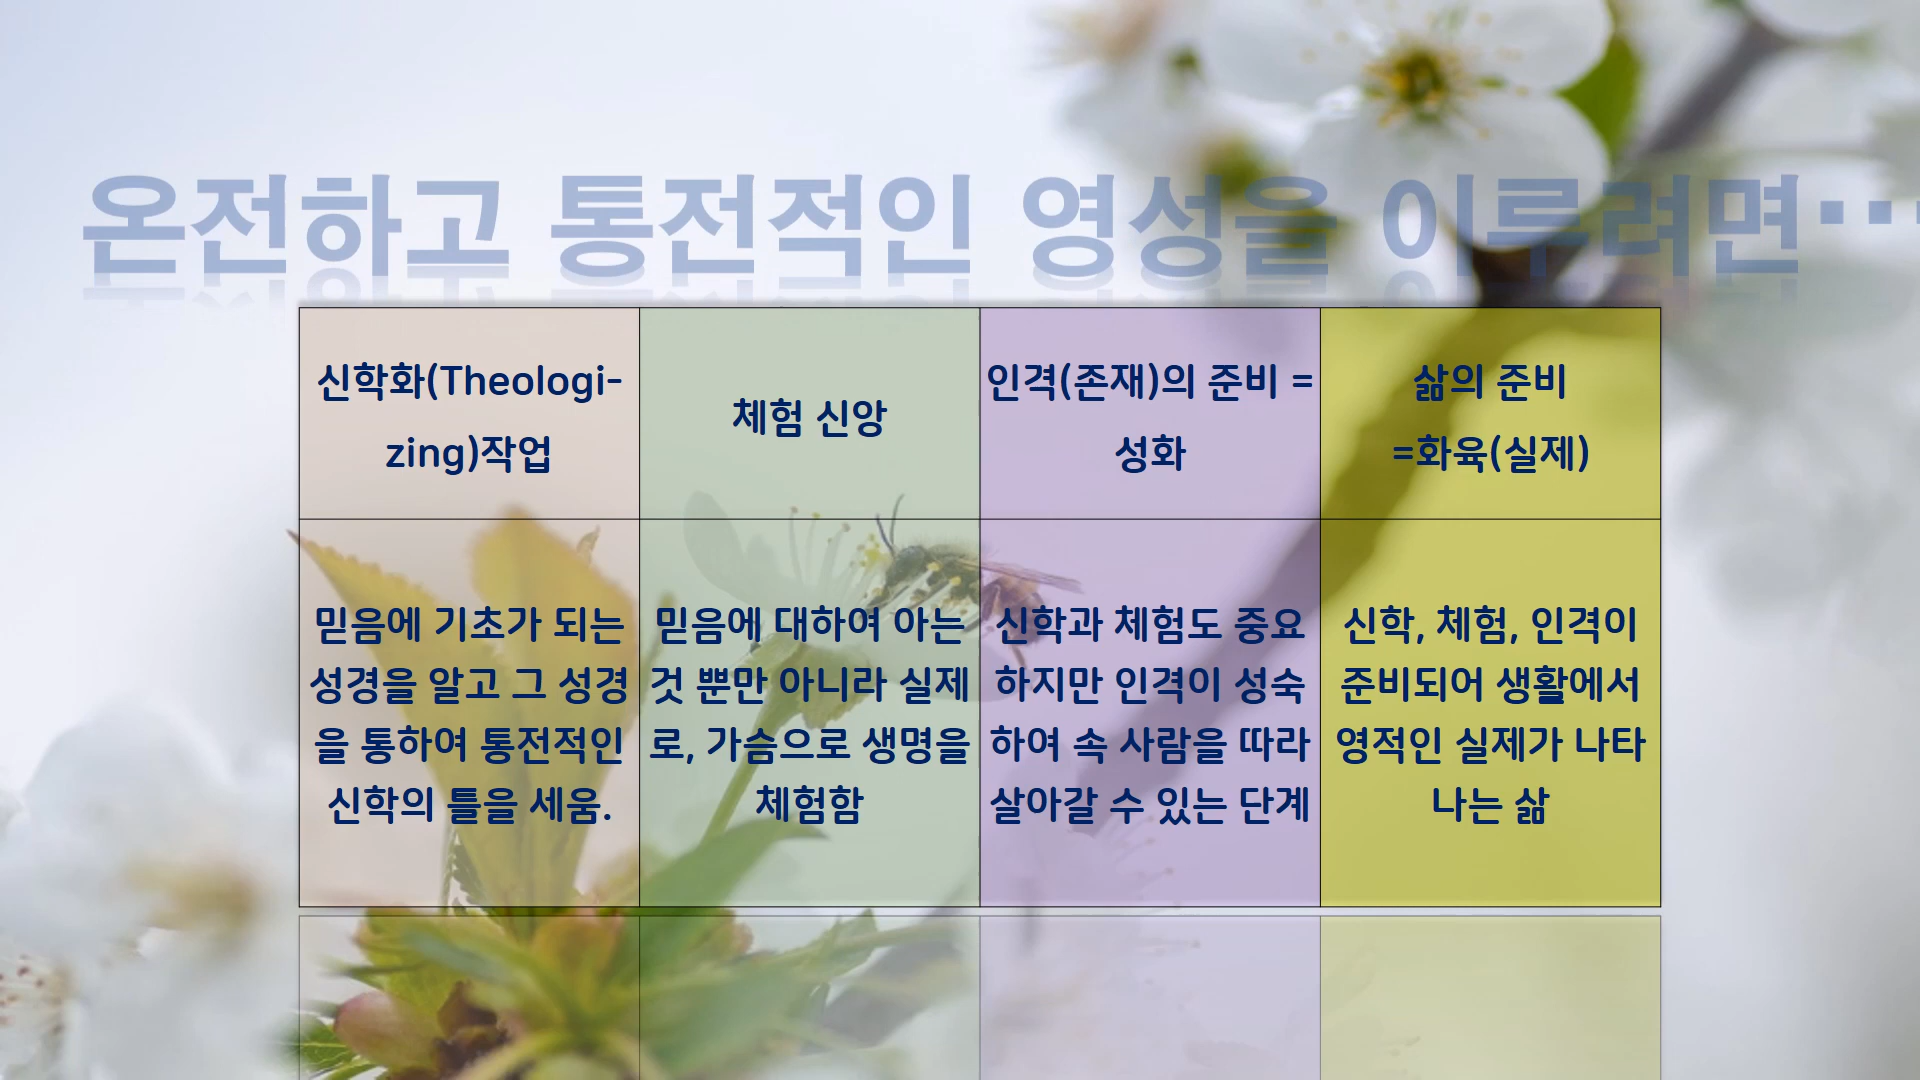 온전하고 통전적인 영성을 이루려면…
신학화(Theologi-
zing)작업
체험 신앙
인격(존재)의 준비 =
성화
삶의 준비
=화육(실제)
믿음에 기초가 되는
성경을 알고 그 성경
을 통하여 통전적인
신학의 틀을 세움.
믿음에 대하여 아는
것 뿐만 아니라 실제
로, 가슴으로 생명을
체험함
신학과 체험도 중요
하지만 인격이 성숙
하여 속 사람을 따라
살아갈 수 있는 단계
신학, 체험, 인격이
준비되어 생활에서
영적인 실제가 나타
나는 삶